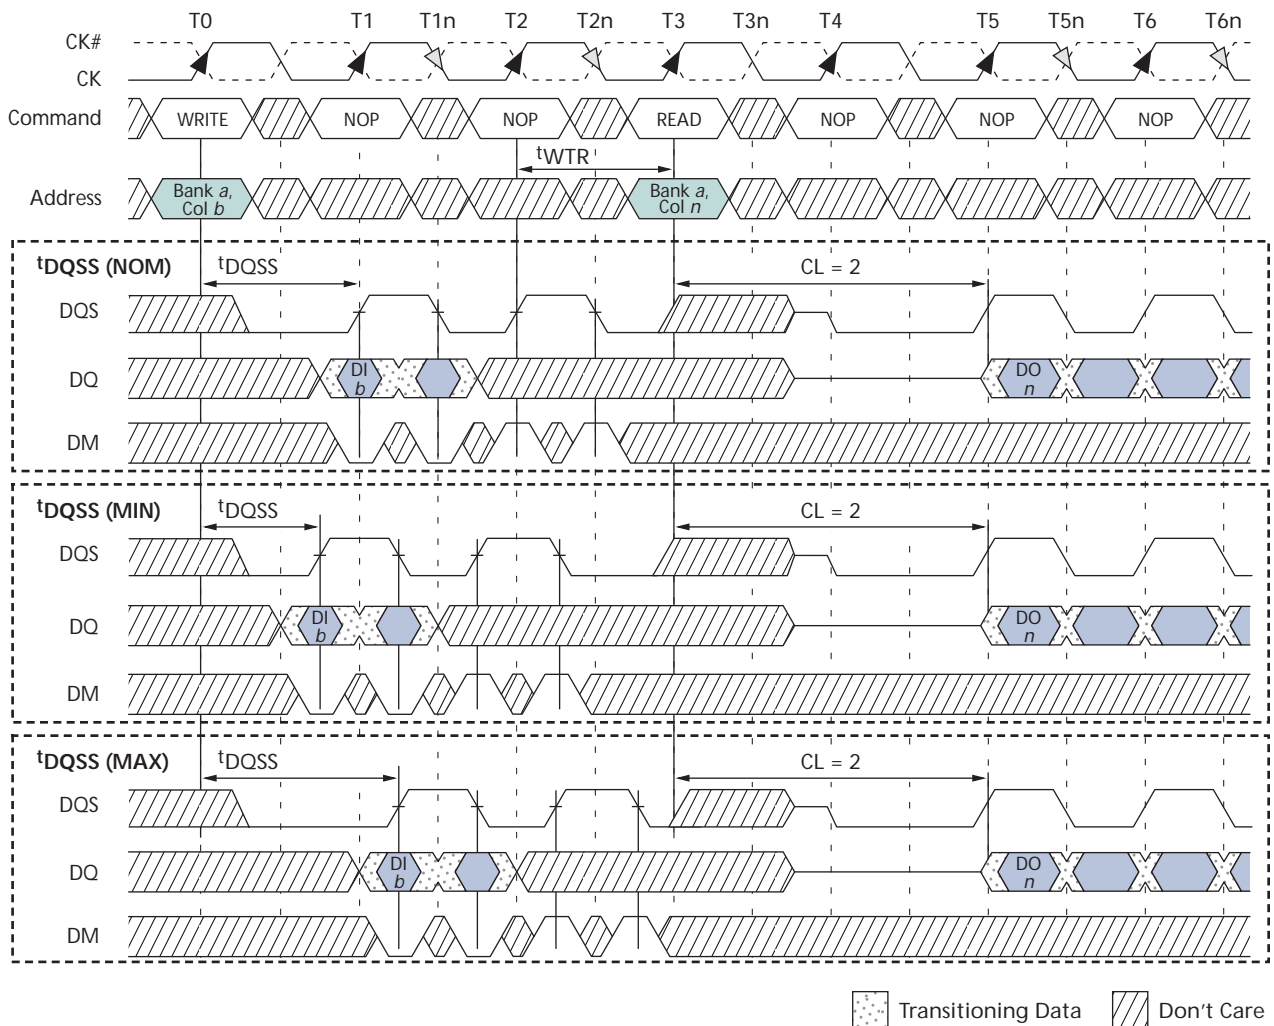 T0 T1 T1n T2 T2n T3 T3n T4 T5 T5n T6 T6n
CK#
CK
Command WRITE NOP NOP READ NOP NOP NOP
tWTR
Address Bank a, Col b Bank a, Col n
tDQSS (NOM) tDQSS CL = 2
DQS
DQ DI b DO n
DM
tDQSS (MIN) tDQSS CL = 2
DQS
DQ DI b DO n
DM
tDQSS (MAX) tDQSS CL = 2
DQS
DQ DI b DO n
DM
Transitioning Data Don't Care